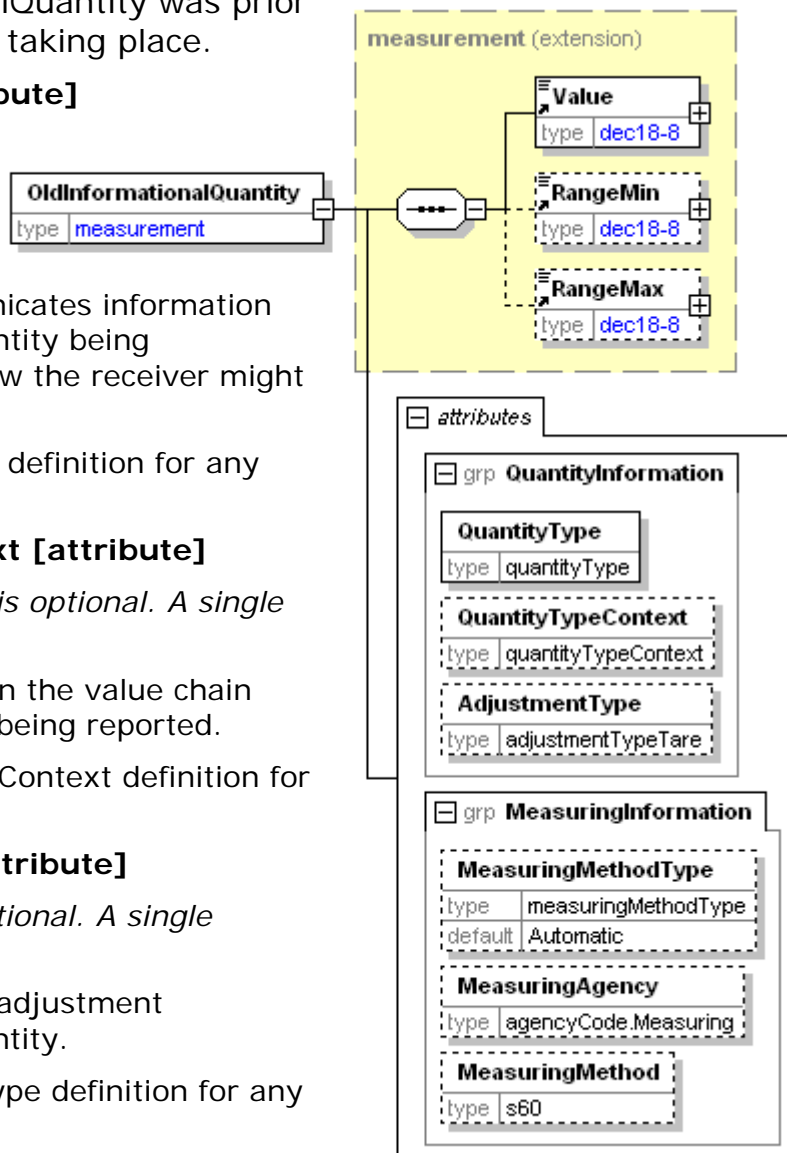 lQuantity was prior
taking place.
bute]
nicates information
ntity being
w the receiver might
definition for any
xt [attribute]
is optional. A single
n the value chain
being reported.
Context definition for
tribute]
tional. A single
adjustment
ntity.
ype definition for any
OldInformationalQuantity
type measurement
measurement (extension)
Value
type dec18-8
RangeMin
type dec18-8
RangeMax
type dec18-8
attributes
grp QuantityInformation
QuantityType
type quantityType
QuantityTypeContext
type quantityTypeContext
AdjustmentType
type adjustmentTypeTare
grp MeasuringInformation
MeasuringMethodType
type measuringMethodType
default Automatic
MeasuringAgency
type agencyCode.Measuring
MeasuringMethod
type s60